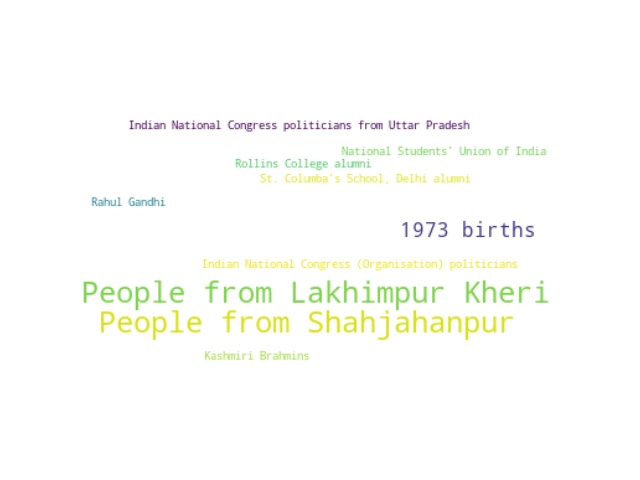 Indian National Congress politicians from Uttar Pradesh
National Students' Union of India
Rollins College alumni
St. Columba's School, Delhi alumni
Rahul Gandhi
1973 births
Indian National Congress (Organisation) politicians
People from Lakhimpur Kheri
People from Shahjahanpur
Kashmiri Brahmins